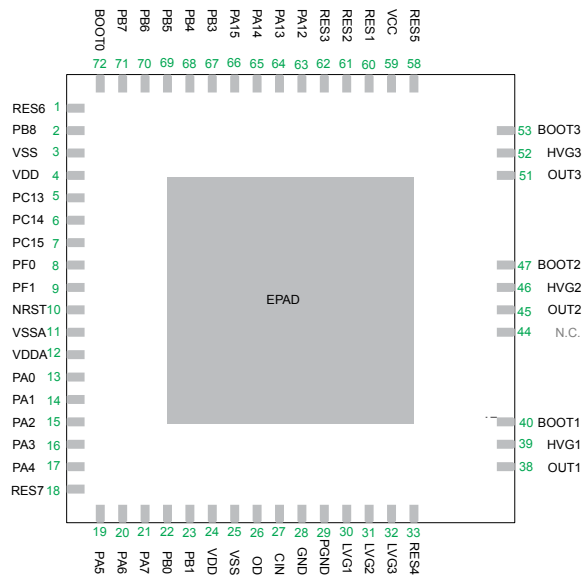 BOOT0 PB7 PB6 PB5 PB4 PB3 PA15 PA14 PA13 PA12 RES3 RES2 RES1 VCC RES5
72 71 70 69 68 67 66 65 64 63 62 61 60 59 58
RES6 1
PB8 2
VSS 3
VDD 4
PC13 5
PC14 6
PC15 7
PF0 8
PF1 9
NRST 10
VSSA 11
VDDA 12
PA0 13
PA1 14
PA2 15
PA3 16
PA4 17
RES7 18
EPAD
53 BOOT3
52 HVG3
51 OUT3
47 BOOT2
46 HVG2
45 OUT2
44 N.C.
40 BOOT1
39 HVG1
38 OUT1
19 20 21 22 23 24 25 26 27 28 29 30 31 32 33
PA5 PA6 PA7 PB0 PB1 VDD VSS OD CIN GND PGND LVG1 LVG2 LVG3 RES4